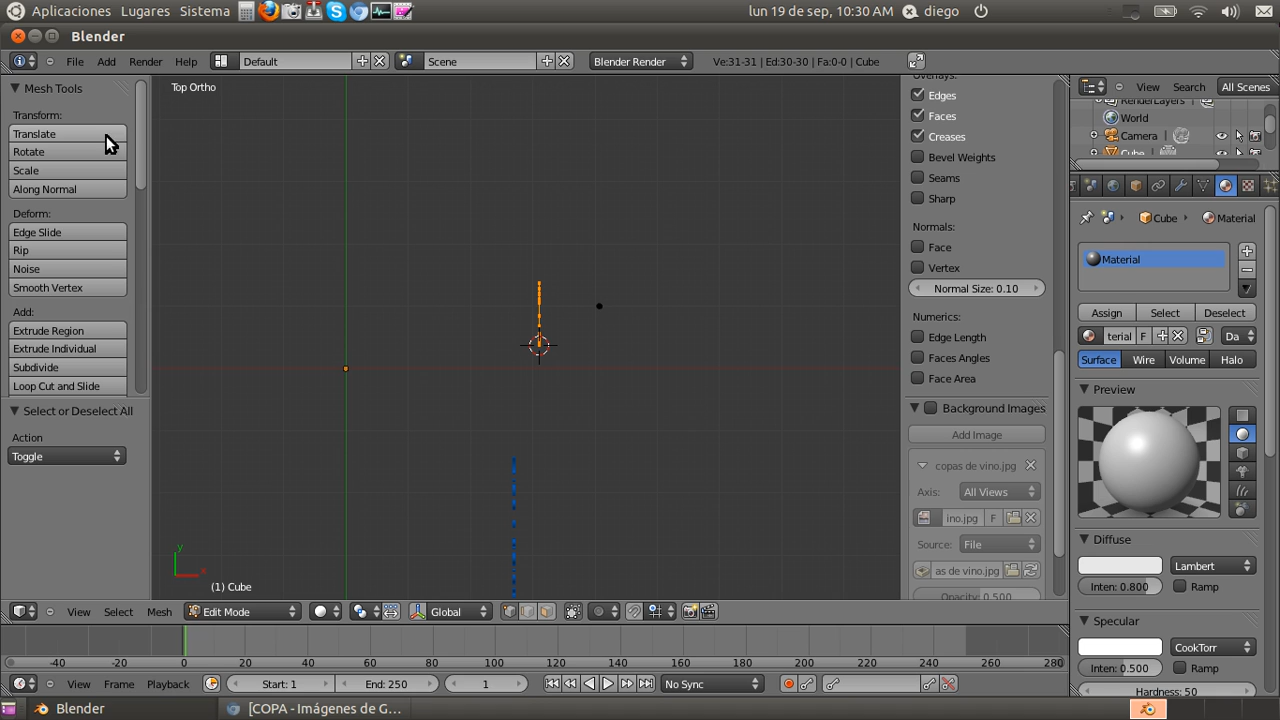 Aplicaciones Lugares Sistema lun 19 de sep, 10:30 AM diego
Blender
File Add Render Help Default Scene Blender Render Ve:31-31 | Ed:30-30 | Fa:0-0 | Cube
Mesh Tools
Transform:
Translate
Rotate
Scale
Along Normal
Deform:
Edge Slide
Rip
Noise
Smooth Vertex
Add:
Extrude Region
Extrude Individual
Subdivide
Loop Cut and Slide
Select or Deselect All
Action
Toggle
Top Ortho
y
x
(1) Cube
Overlays:
Edges
Faces
Creases
Bevel Weights
Seams
Sharp
Normals:
Face
Vertex
Normal Size: 0.10
Numerics:
Edge Length
Faces Angles
Face Area
Background Images
Add Image
copas de vino.jpg
Axis: All Views
ino.jpg F
Source: File
as de vino.jpg
Opacity: 0.500
View Search All Scenes
RenderLayers
World
Camera
Cube
Cube Material
Material
Assign Select Deselect
terial F Da
Surface Wire Volume Halo
Preview
Diffuse
Lambert
Inten: 0.800 Ramp
Specular
CookTorr
Inten: 0.500 Ramp
Hardness: 50
View Select Mesh Edit Mode Global
-40 -20 0 20 40 60 80 100 120 140 160 180 200 220 240 260 280
View Frame Playback Start: 1 End: 250 1 No Sync
Blender [COPA - Imágenes de G...